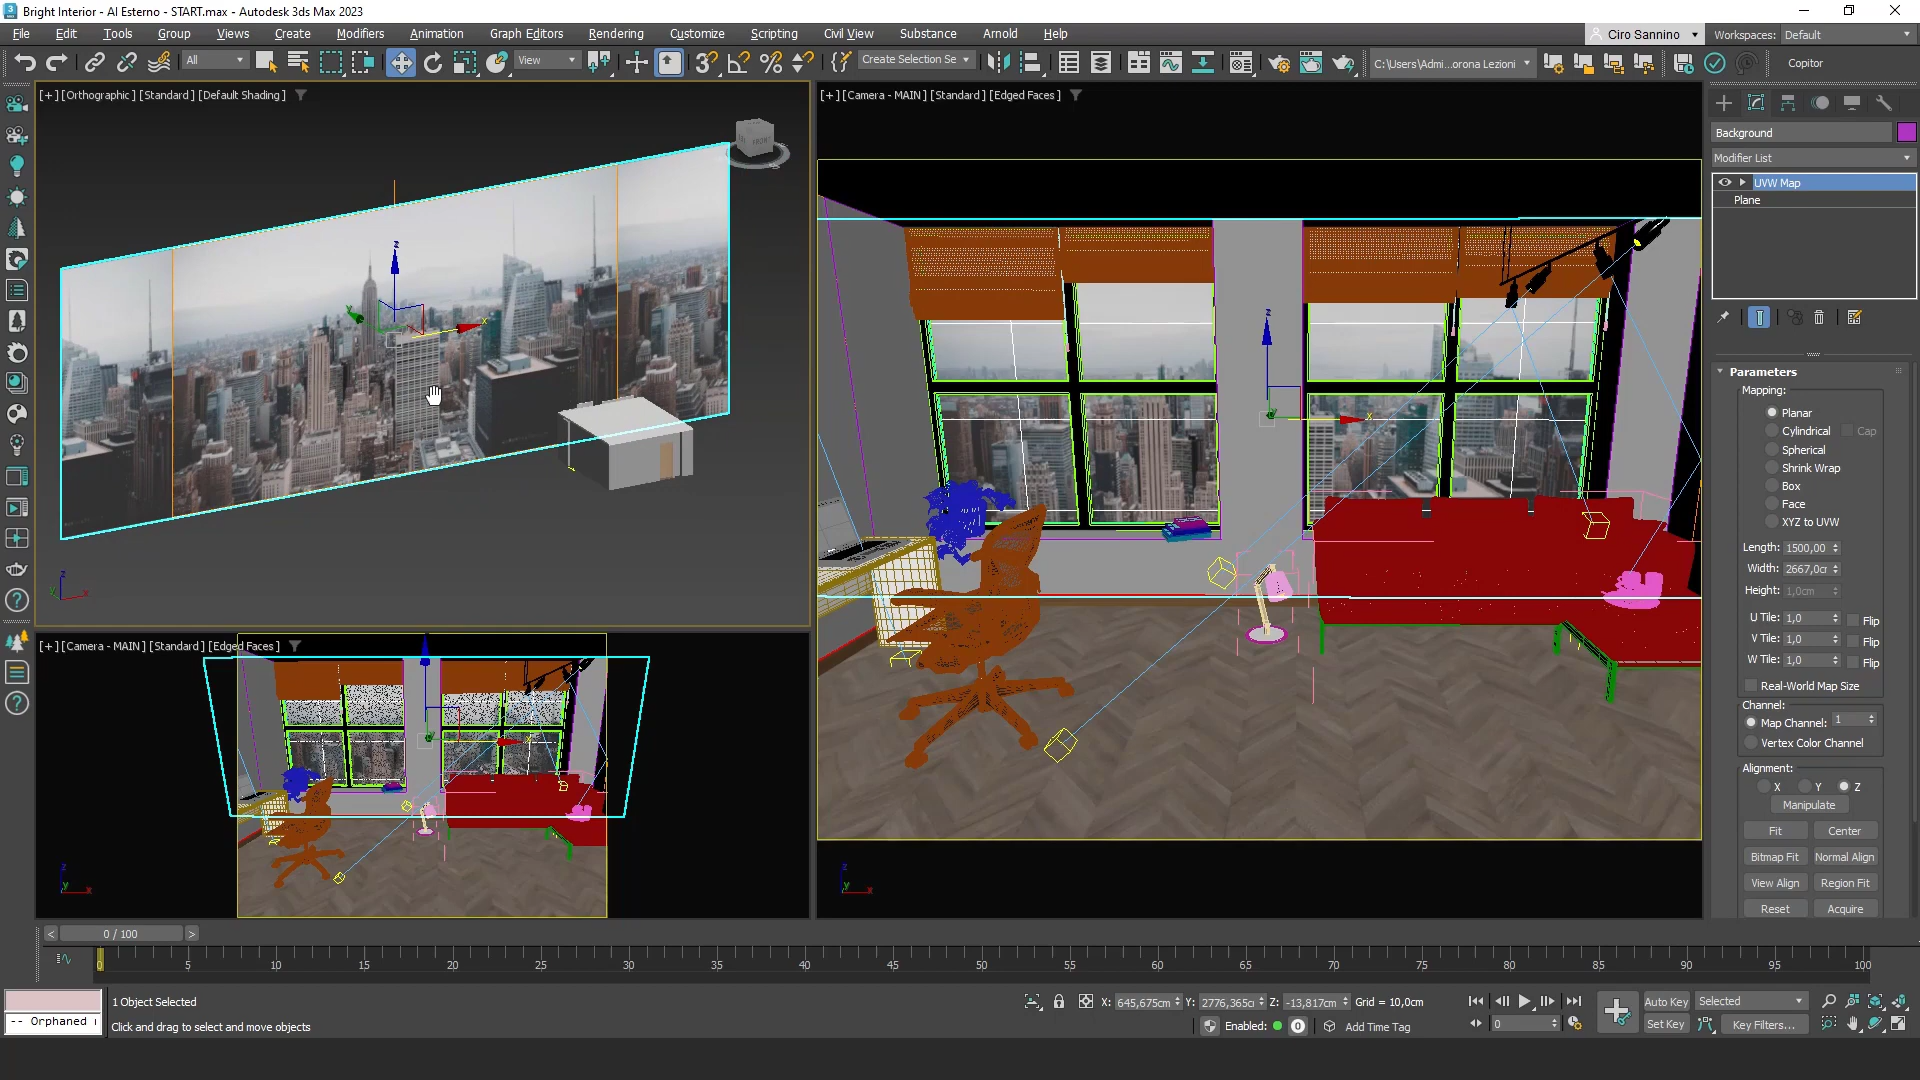 Bright Interior - AI Esterno - START.max - Autodesk 3ds Max 2023
File Edit Tools Group Views Create Modifiers Animation Graph Editors Rendering Customize Scripting Civil View Substance Arnold Help
Ciro Sannino
Workspaces: Default
All
View
Create Selection Se
C:\Users\Admi...orona Lezioni
Copitor
[+] [Orthographic ] [Standard ] [Default Shading ]
FRONT
[+] [Camera - MAIN ] [Standard ] [Edged Faces ]
[+] [Camera - MAIN ] [Standard ] [Edged Faces ]
Background
Modifier List
UVW Map
Plane
Parameters
Mapping:
Planar
Cylindrical Cap
Spherical
Shrink Wrap
Box
Face
XYZ to UVW
Length: 1500,00
Width: 2667,0cr
Height: 1,0cm
U Tile: 1,0 Flip
V Tile: 1,0 Flip
W Tile: 1,0 Flip
Real-World Map Size
Channel:
Map Channel: 1
Vertex Color Channel
Alignment:
X Y Z
Manipulate
Fit Center
Bitmap Fit Normal Align
View Align Region Fit
Reset Acquire
< 0 / 100 >
0 5 10 15 20 25 30 35 40 45 50 55 60 65 70 75 80 85 90 95 100
1 Object Selected
X: 645,675cm Y: 2776,365c Z: -13,817cm Grid = 10,0cm
Auto Key Selected
-- Orphaned
Click and drag to select and move objects
Enabled: 0 Add Time Tag
0
Set Key Key Filters...